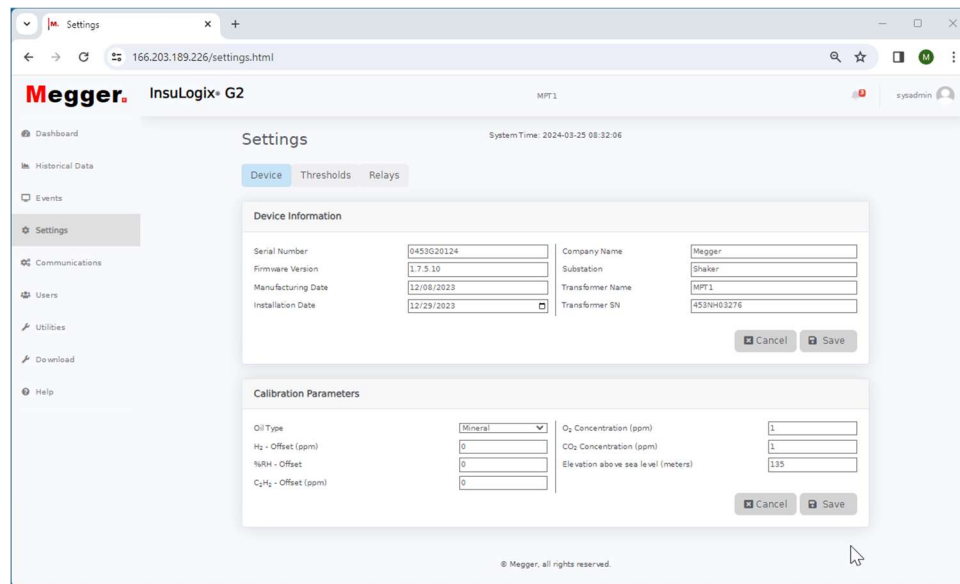 Settings
166.203.189.226/settings.html
M
Megger.
InsuLogix® G2
MPT1
3
sysadmin
Dashboard
Historical Data
Events
Settings
Communications
Users
Utilities
Download
Help
Settings
System Time: 2024-03-25 08:32:06
Device Thresholds Relays
Device Information
Serial Number 0453G20124
Firmware Version 1.7.5.10
Manufacturing Date 12/08/2023
Installation Date 12/29/2023
Company Name Megger
Substation Shaker
Transformer Name MPT1
Transformer SN 453NH03276
Cancel Save
Calibration Parameters
Oil Type Mineral
H₂ - Offset (ppm) 0
%RH - Offset 0
C₂H₂ - Offset (ppm) 0
O₂ Concentration (ppm) 1
CO₂ Concentration (ppm) 1
Elevation above sea level (meters) 135
Cancel Save
© Megger, all rights reserved.